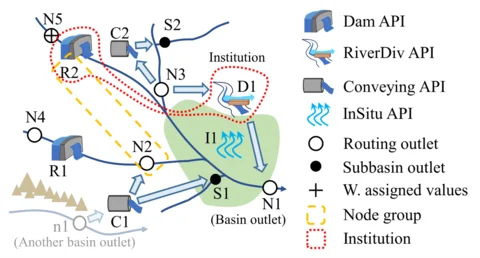 N5
C2
S2
R2
Institution
N3
D1
N4
I1
N2
R1
S1
N1
(Basin outlet)
C1
n1
(Another basin outlet)
Dam API
RiverDiv API
Conveying API
InSitu API
Routing outlet
Subbasin outlet
W. assigned values
Node group
Institution